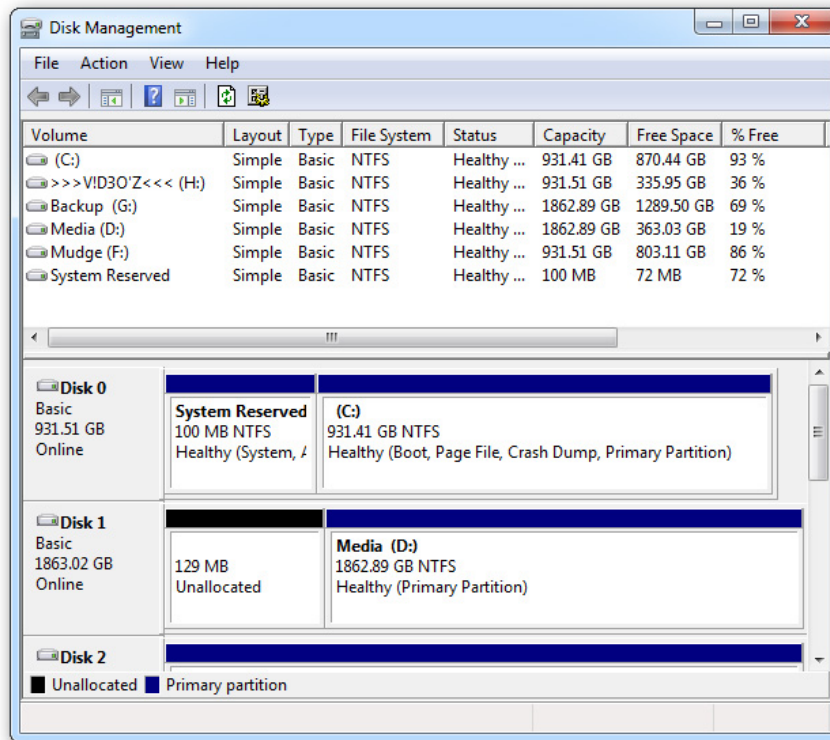 Disk Management
File Action View Help
Volume Layout Type File System Status Capacity Free Space % Free
(C:) Simple Basic NTFS Healthy ... 931.41 GB 870.44 GB 93 %
>>>V!D3O'Z<<< (H:) Simple Basic NTFS Healthy ... 931.51 GB 335.95 GB 36 %
Backup (G:) Simple Basic NTFS Healthy ... 1862.89 GB 1289.50 GB 69 %
Media (D:) Simple Basic NTFS Healthy ... 1862.89 GB 363.03 GB 19 %
Mudge (F:) Simple Basic NTFS Healthy ... 931.51 GB 803.11 GB 86 %
System Reserved Simple Basic NTFS Healthy ... 100 MB 72 MB 72 %
Disk 0
Basic
931.51 GB
Online
System Reserved
100 MB NTFS
Healthy (System, A
(C:)
931.41 GB NTFS
Healthy (Boot, Page File, Crash Dump, Primary Partition)
Disk 1
Basic
1863.02 GB
Online
129 MB
Unallocated
Media (D:)
1862.89 GB NTFS
Healthy (Primary Partition)
Disk 2
Unallocated Primary partition